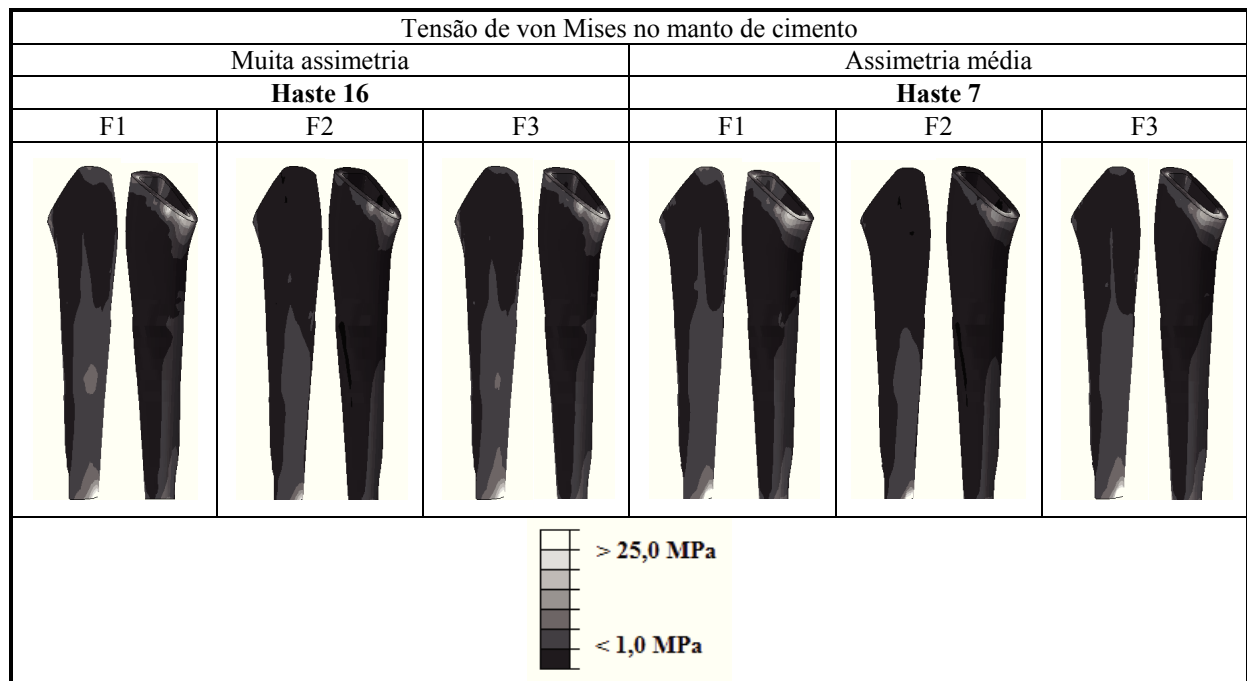 Tensão de von Mises no manto de cimento
Muita assimetria Assimetria média
Haste 16 Haste 7
F1 F2 F3 F1 F2 F3
> 25,0 MPa
< 1,0 MPa